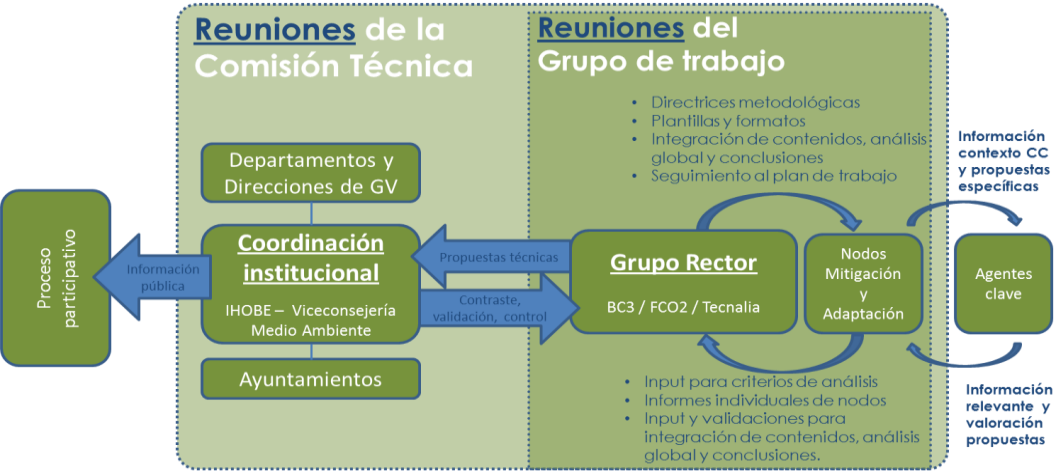 Reuniones de la
Comisión Técnica
Reuniones del
Grupo de trabajo
• Directrices metodológicas
• Plantillas y formatos
• Integración de contenidos, análisis
global y conclusiones
• Seguimiento al plan de trabajo
Información
contexto CC
y propuestas
específicas
Departamentos y
Direcciones de GV
Proceso
participativo
Información
pública
Coordinación
institucional
IHOBE – Viceconsejería
Medio Ambiente
Propuestas técnicas
Contraste,
validación, control
Grupo Rector
BC3 / FCO2 / Tecnalia
Nodos
Mitigación
y
Adaptación
Agentes
clave
Ayuntamientos
• Input para criterios de análisis
• Informes individuales de nodos
• Input y validaciones para
integración de contenidos, análisis
global y conclusiones.
Información
relevante y
valoración
propuestas